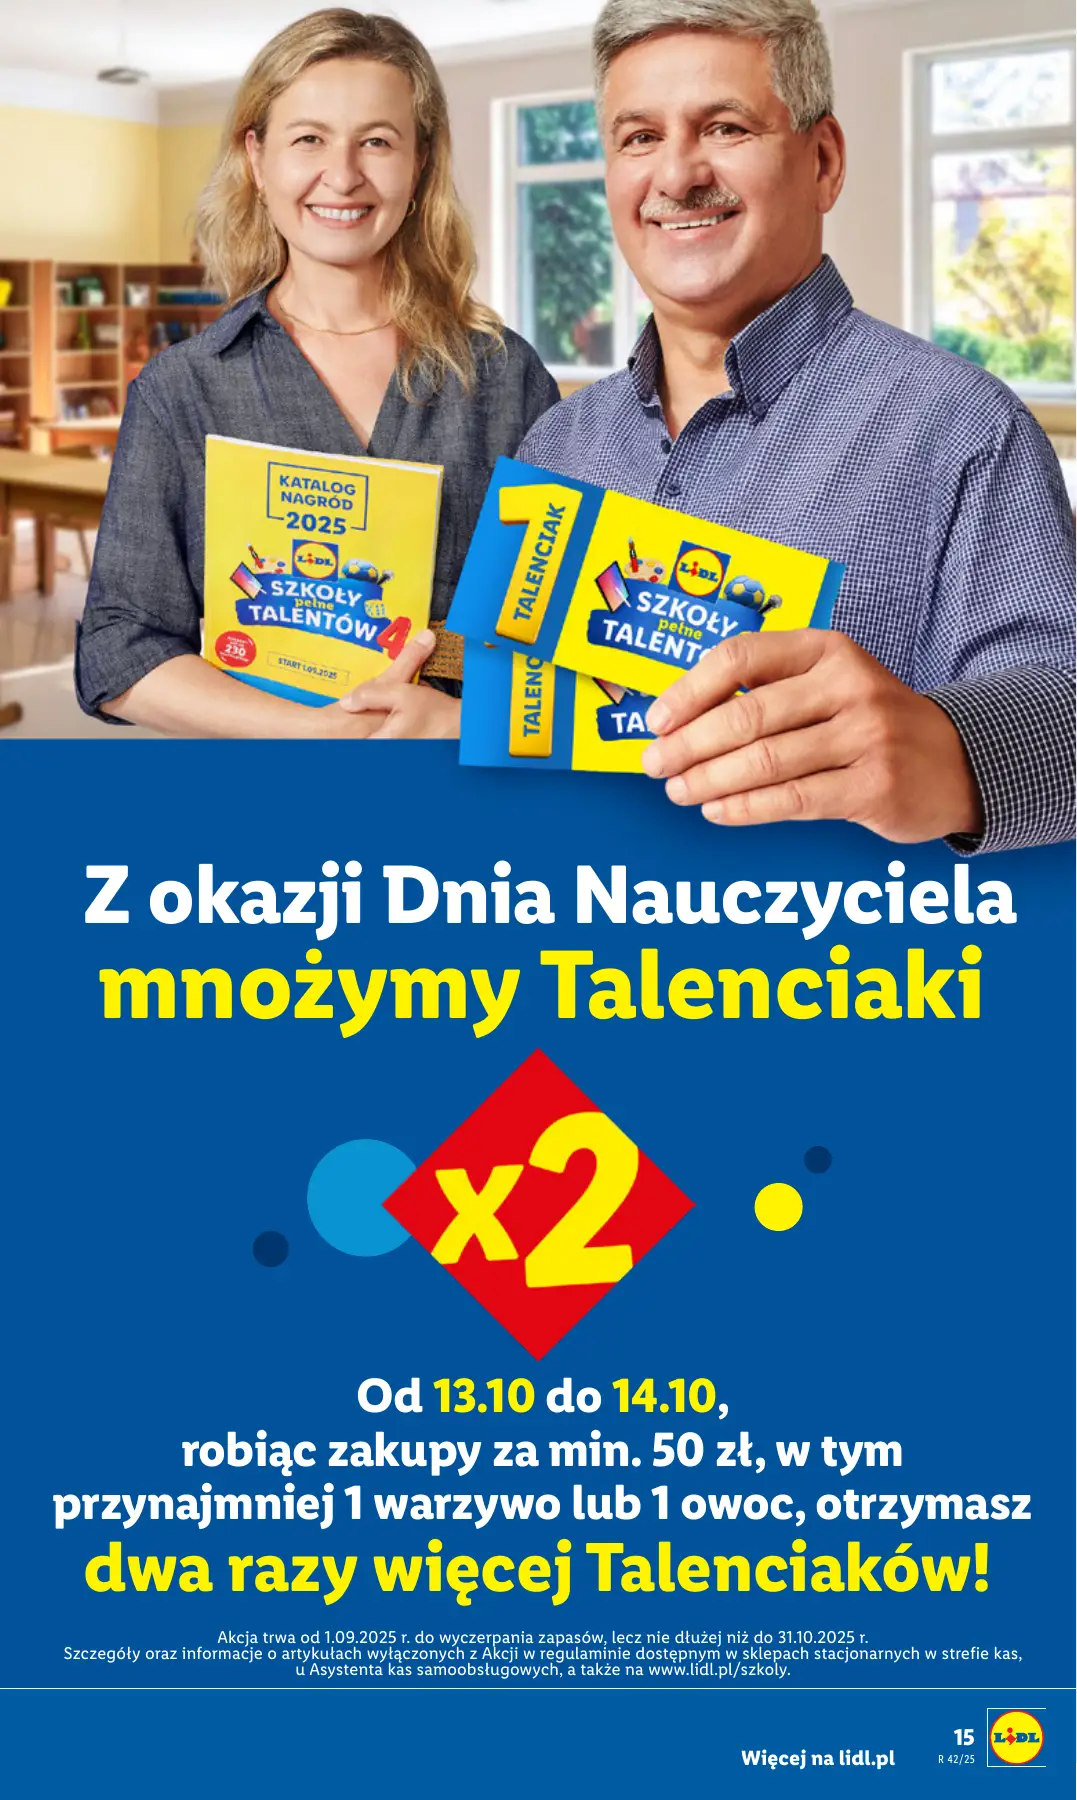 KATALOG
NAGRÓD
2025
LiDL
SZKOŁY
pełne
TALENTÓW
4
230
START 1.09.2025
1
TALENCIAK
LiDL
SZKOŁY
pełne
TALENT
TALENC
TA
Z okazji Dnia Nauczyciela
mnożymy Talenciaki
x2
Od 13.10 do 14.10,
robiąc zakupy za min. 50 zł, w tym
przynajmniej 1 warzywo lub 1 owoc, otrzymasz
dwa razy więcej Talenciaków!
Akcja trwa od 1.09.2025 r. do wyczerpania zapasów, lecz nie dłużej niż do 31.10.2025 r.
Szczegóły oraz informacje o artykułach wyłączonych z Akcji w regulaminie dostępnym w sklepach stacjonarnych w strefie kas,
u Asystenta kas samoobsługowych, a także na www.lidl.pl/szkoly.
Więcej na lidl.pl
15
R 42/25
LiDL